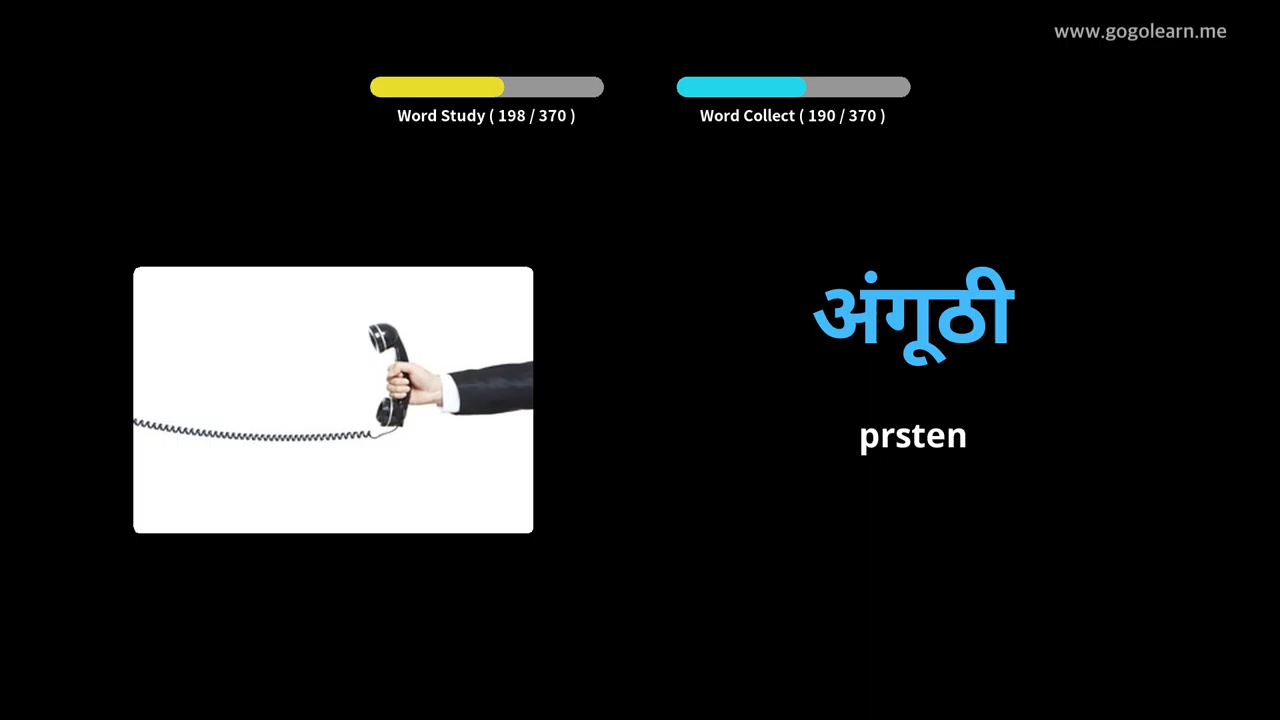 www.gogolearn.me
Word Study ( 198 / 370 )
Word Collect ( 190 / 370 )
अंगूठी
prsten